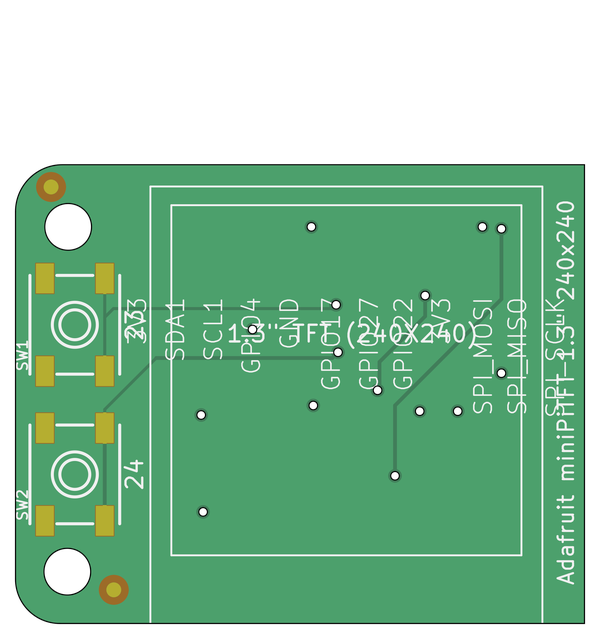 SW1
23
3V3
SDA1
SCL1
GPIO4
GND
GPIO17
GPIO27
GPIO22
3V3
SPI_MOSI
SPI_MISO
SPI_SCLK
1.3" TFT (240X240)
Adafruit miniPiTFT 1.3" 240x240
SW2
24